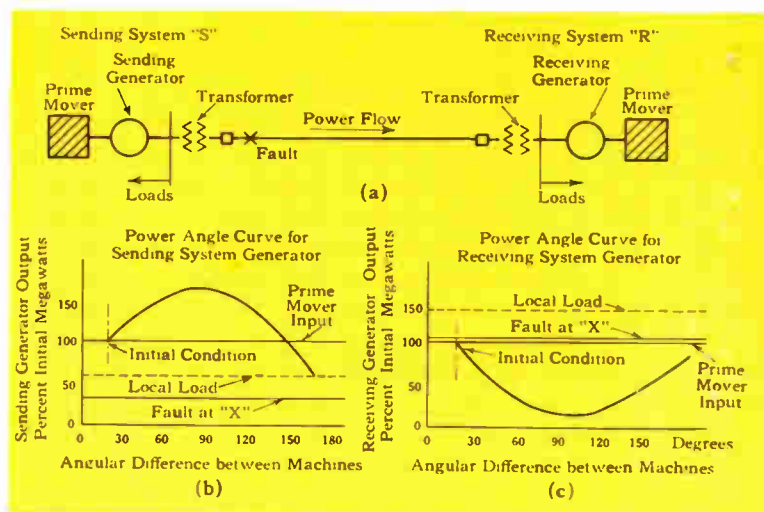 Sending System "S"
Receiving System "R"
Sending
Generator
Receiving
Generator
Prime
Mover
Transformer
Power Flow
Transformer
Prime
Mover
Fault
Loads
(a)
Loads
Power Angle Curve for
Sending System Generator
Sending Generator Output
Percent Initial Megawatts
150
100
50
0
Prime
Mover
Input
Initial Condition
Local Load
Fault at "X"
0 30 60 90 120 150 180
Angular Difference between Machines
(b)
Power Angle Curve for
Receiving System Generator
Receiving Generator Output
Percent Initial Megawatts
150
100
50
0
Local Load
Fault at "X"
Initial Condition
Prime
Mover
Input
0 30 60 90 120 150 Degrees
Angular Difference between Machines
(c)